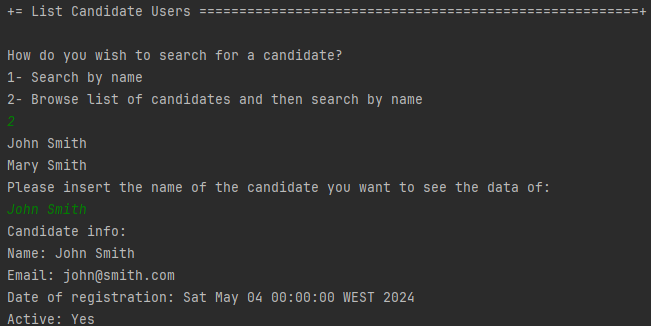 += List Candidate Users =======================================================+
How do you wish to search for a candidate?
1- Search by name
2- Browse list of candidates and then search by name
2
John Smith
Mary Smith
Please insert the name of the candidate you want to see the data of:
John Smith
Candidate info:
Name: John Smith
Email: john@smith.com
Date of registration: Sat May 04 00:00:00 WEST 2024
Active: Yes